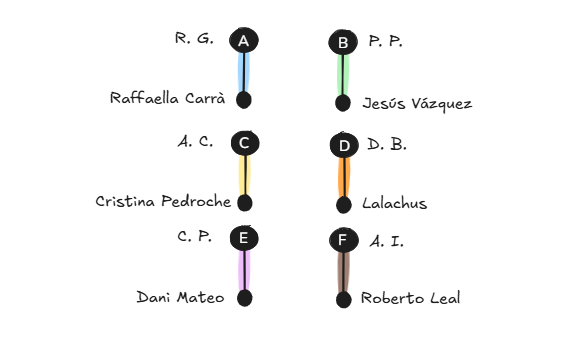 R. G. A
B P. P.
Raffaella Carrà
Jesús Vázquez
A. C. C
D D. B.
Cristina Pedroche
Lalachus
C. P. E
F A. I.
Dani Mateo
Roberto Leal